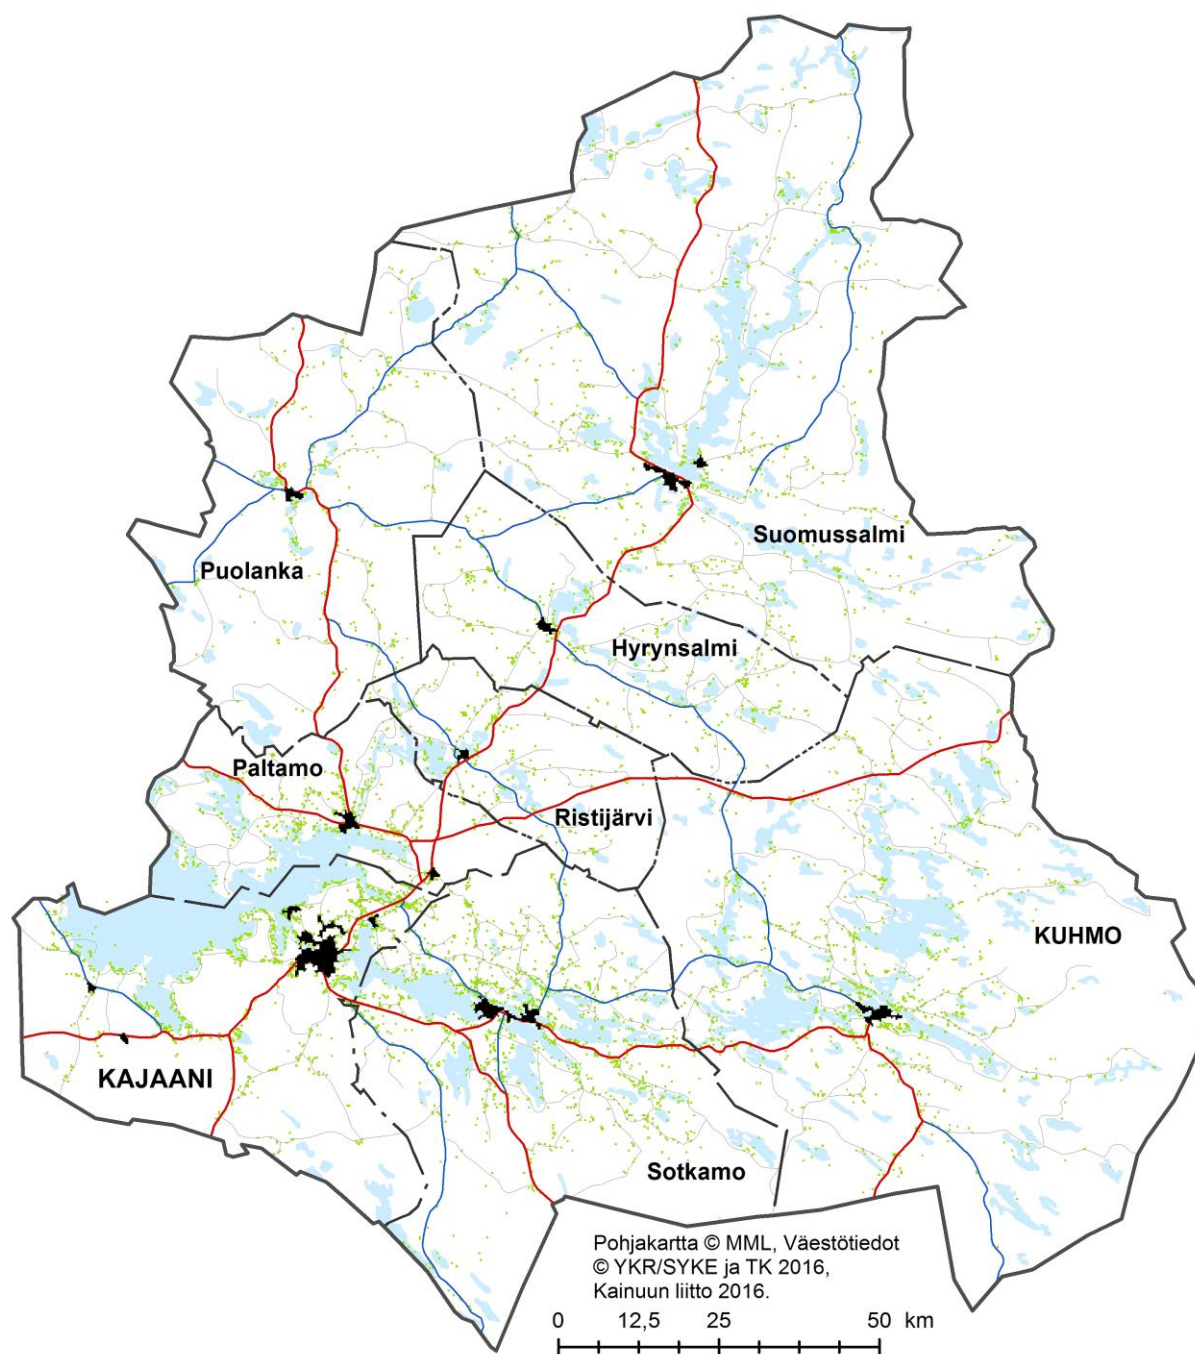 Suomussalmi
Puolanka
Hyrynsalmi
Paltamo
Ristijärvi
KUHMO
KAJAANI
Sotkamo
Pohjakartta © MML, Väestötiedot
© YKR/SYKE ja TK 2016,
Kainuun liitto 2016.
0 12,5 25 50 km